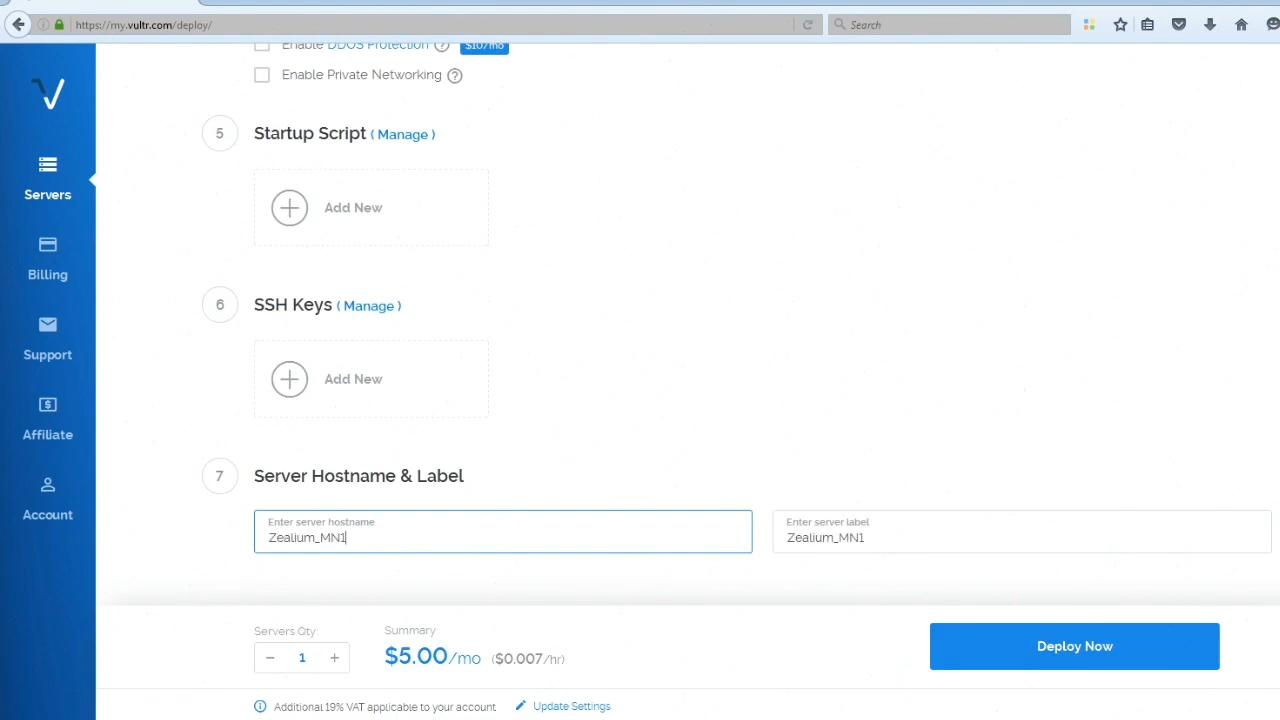 https://my.vultr.com/deploy/
Search
Enable DDOS Protection ? $10/mo
Enable Private Networking ?
Servers
Billing
Support
Affiliate
Account
5 Startup Script ( Manage )
Add New
6 SSH Keys ( Manage )
Add New
7 Server Hostname & Label
Enter server hostname
Zealium_MN1
Enter server label
Zealium_MN1
Servers Qty:
− 1 +
Summary
$5.00/mo ($0.007/hr)
Deploy Now
Additional 19% VAT applicable to your account
Update Settings